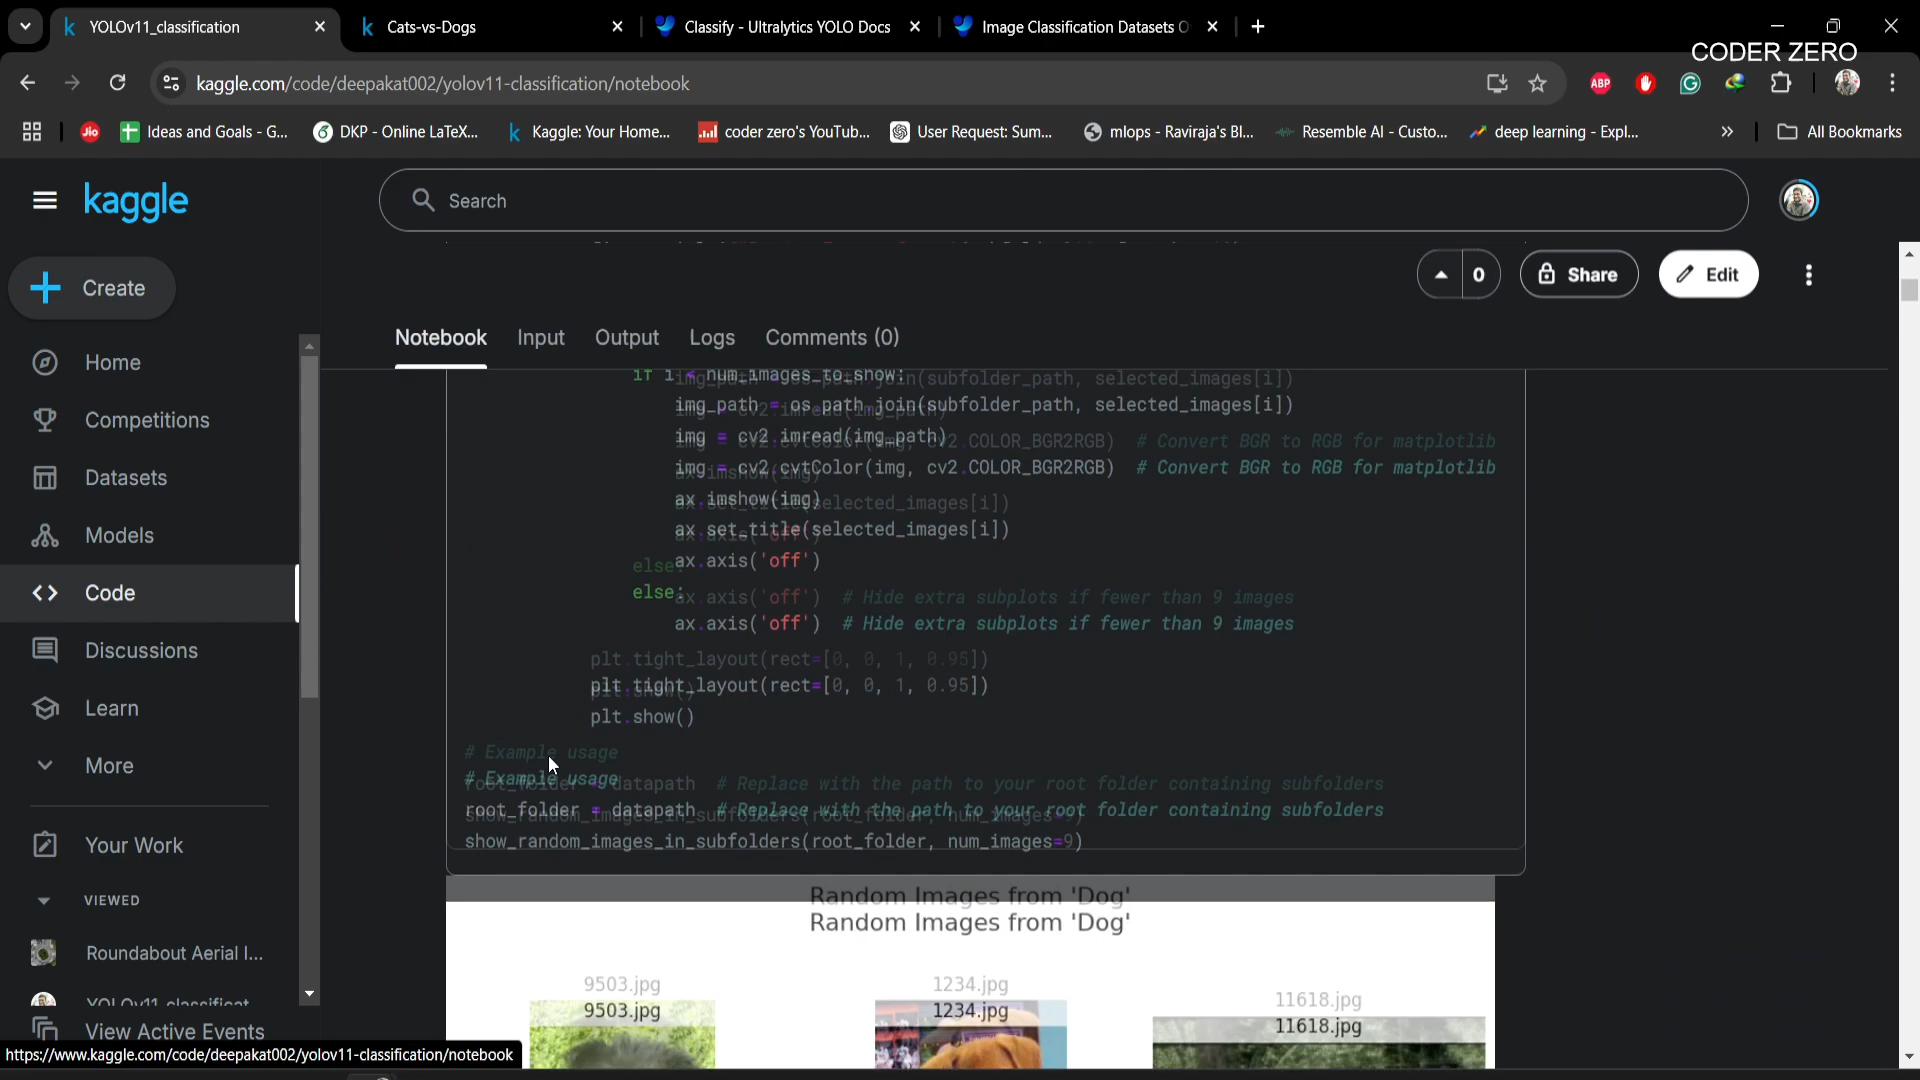 YOLOv11_classification
Cats-vs-Dogs
Classify - Ultralytics YOLO Docs
Image Classification Datasets O
CODER ZERO
kaggle.com/code/deepakat002/yolov11-classification/notebook
ABP
Jio
Ideas and Goals - G...
DKP - Online LaTeX...
Kaggle: Your Home...
coder zero's YouTub...
User Request: Sum...
mlops - Raviraja's Bl...
Resemble AI - Custo...
deep learning - Expl...
All Bookmarks
kaggle
Search
Create
0
Share
Edit
Notebook
Input
Output
Logs
Comments (0)
Home
Competitions
Datasets
Models
Code
Discussions
Learn
More
Your Work
VIEWED
Roundabout Aerial I...
YOLOv11_classificat...
View Active Events
https://www.kaggle.com/code/deepakat002/yolov11-classification/notebook
if i < num_images_to_show:
img_path = os.path.join(subfolder_path, selected_images[i])
img = cv2.imread(img_path)
img = cv2.cvtColor(img, cv2.COLOR_BGR2RGB) # Convert BGR to RGB for matplotlib
ax.imshow(img)
ax.set_title(selected_images[i])
ax.axis('off')
else:
ax.axis('off') # Hide extra subplots if fewer than 9 images
plt.tight_layout(rect=[0, 0, 1, 0.95])
plt.show()
# Example usage
root_folder = datapath # Replace with the path to your root folder containing subfolders
show_random_images_in_subfolders(root_folder, num_images=9)
Random Images from 'Dog'
9503.jpg
1234.jpg
11618.jpg